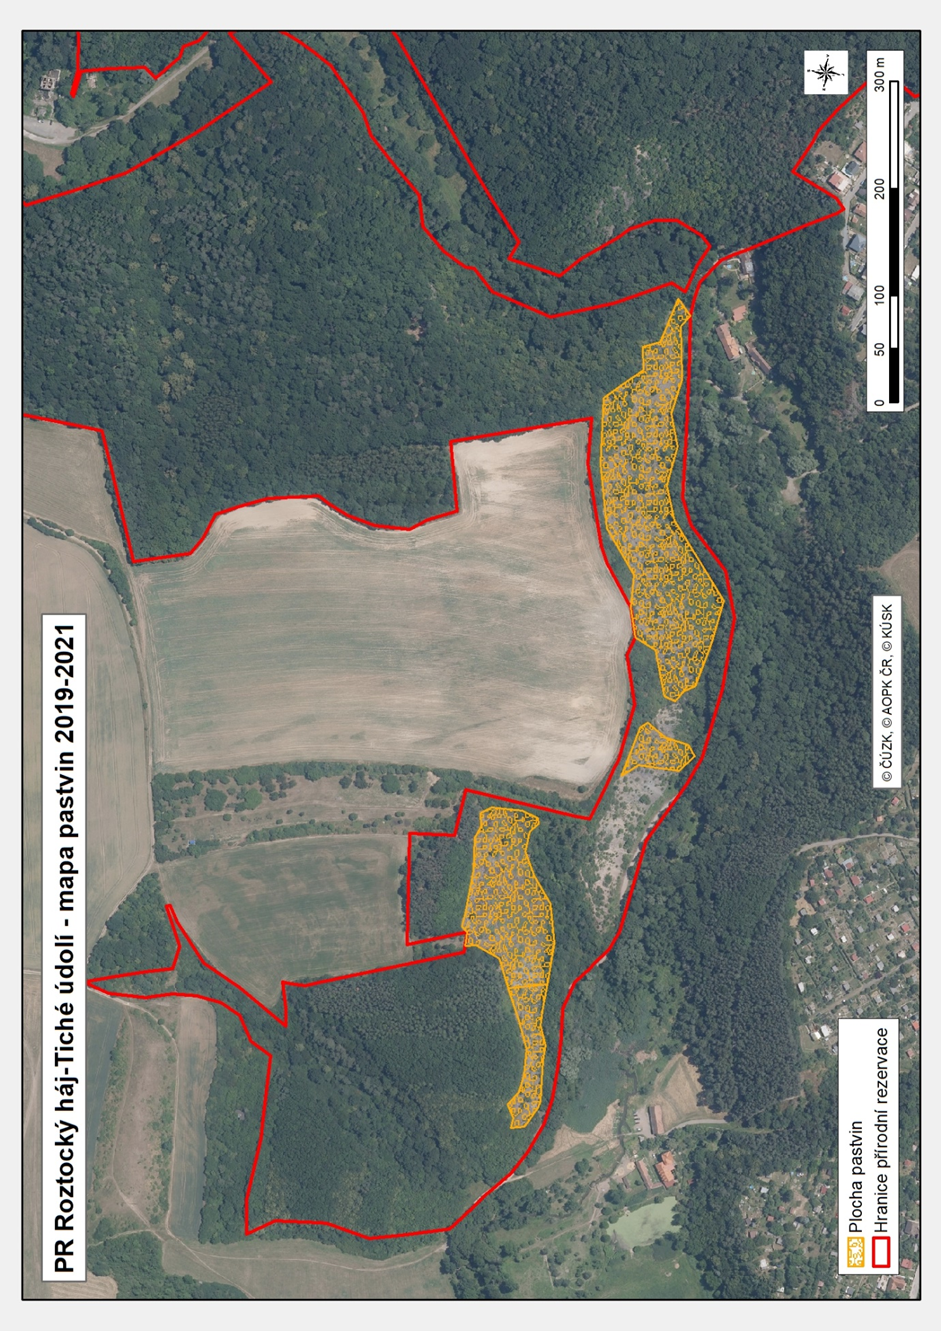 PR Roztocký háj-Tiché údolí - mapa pastvin 2019-2021
Plocha pastvin
Hranice přírodní rezervace
© ČÚZK, © AOPK ČR, © KÚSK
0 50 100 200 300 m